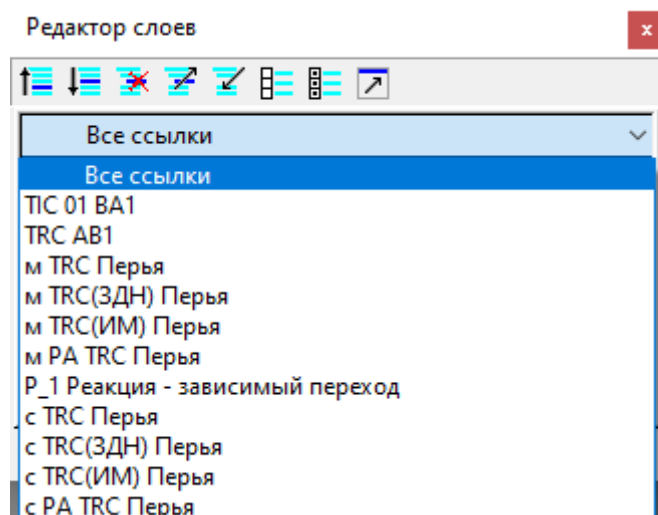 Редактор слоев
x
Все ссылки
Все ссылки
TIC 01 BA1
TRC AB1
м TRC Перья
м TRC(ЗДН) Перья
м TRC(ИМ) Перья
м PA TRC Перья
P_1 Реакция - зависимый переход
с TRC Перья
с TRC(ЗДН) Перья
с TRC(ИМ) Перья
с PA TRC Перья